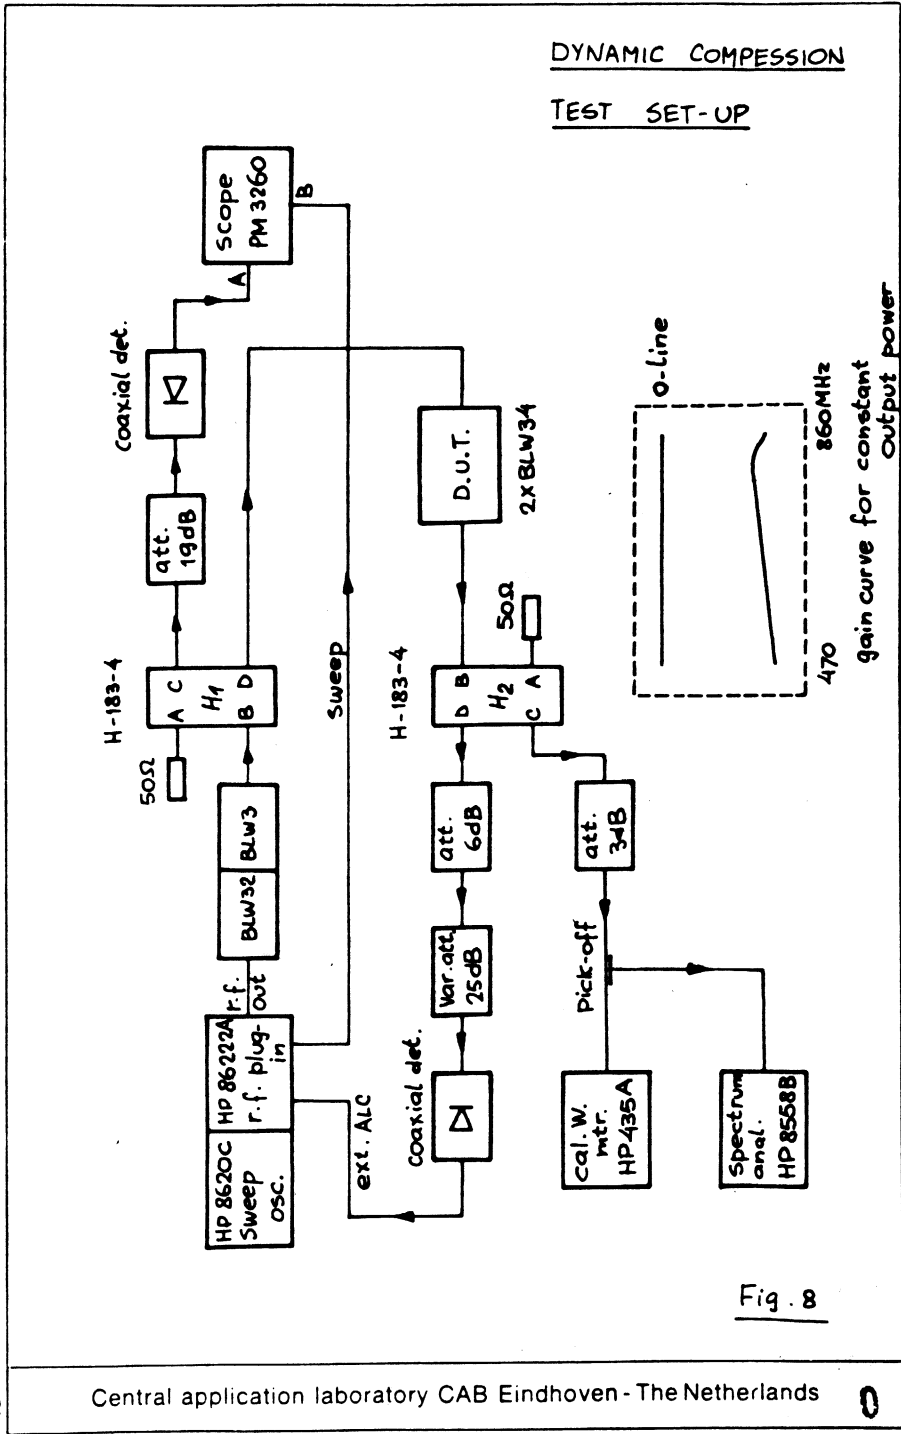 DYNAMIC COMPESSION
TEST SET-UP
HP 8620C
Sweep
osc.
HP 86222A
r.f. plug-
in
r.f.
out
BLW32
BLW3
50Ω
H-183-4
A C
H1
B D
att.
19dB
coaxial det.
A
B
Scope
PM 3260
sweep
ext. ALC
D.U.T.
2xBLW34
H-183-4
D B
H2
C A
50Ω
att.
6dB
Var.att.
25dB
coaxial det.
att.
3dB
Pick-off
cal. W.
mtr.
HP435A
Spectrum
anal.
HP8558B
0-Line
470
860MHz
gain curve for constant
output power
Fig. 8
Central application laboratory CAB Eindhoven - The Netherlands
0